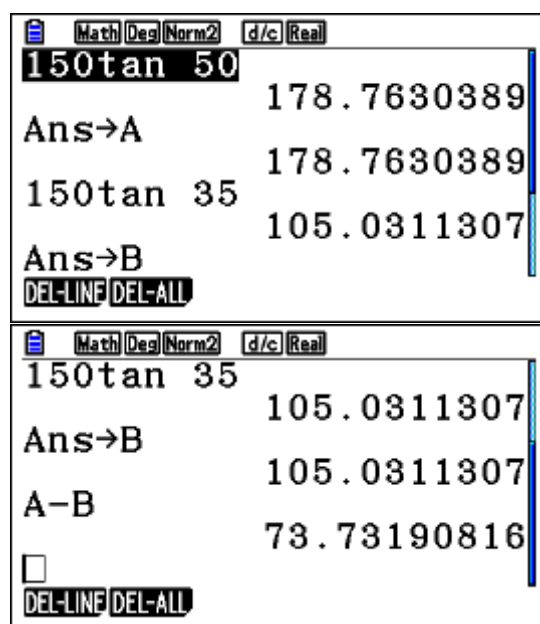 Math Deg Norm2 d/c Real
150tan 50
178.7630389
Ans→A
178.7630389
150tan 35
105.0311307
Ans→B
DEL-LINE DEL-ALL
Math Deg Norm2 d/c Real
150tan 35
105.0311307
Ans→B
105.0311307
A−B
73.73190816
DEL-LINE DEL-ALL